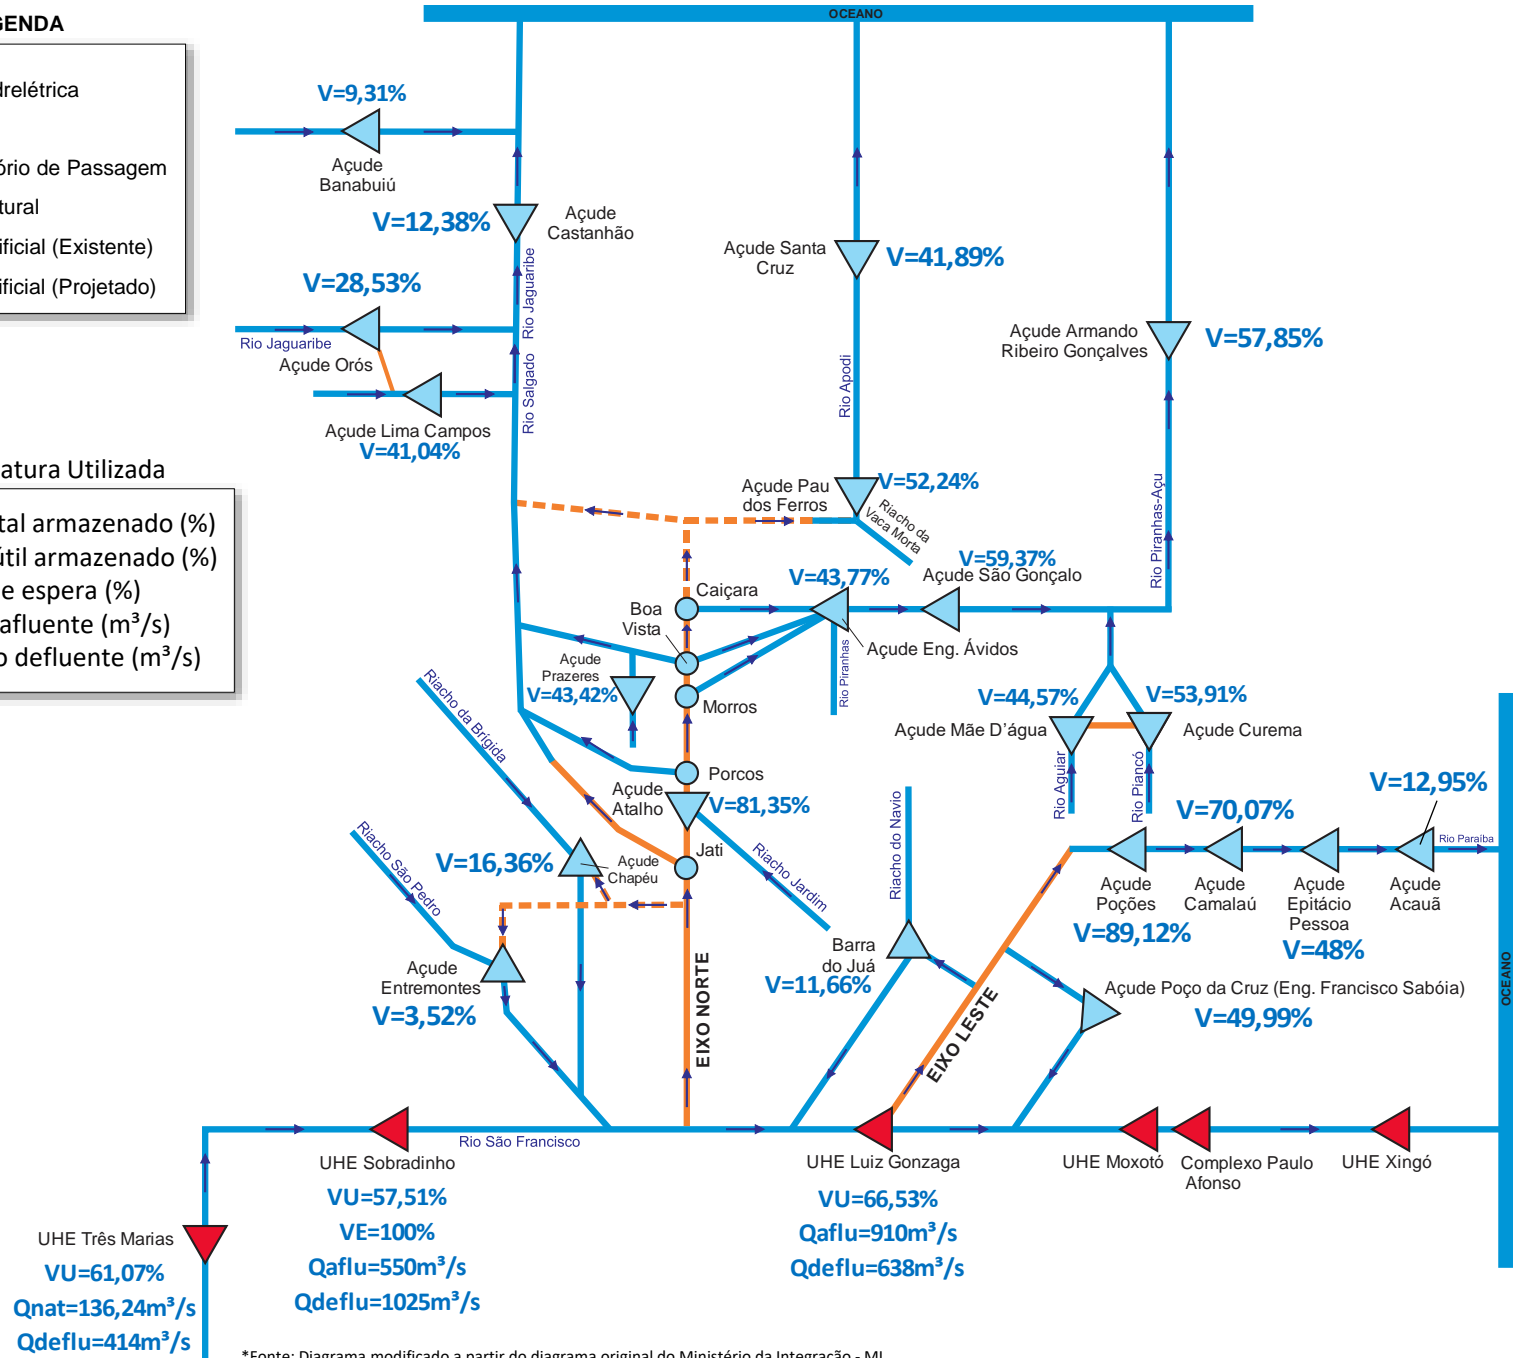 OCEANO
GENDA
drelétrica
ório de Passagem
tural
ificial (Existente)
ificial (Projetado)
V=9,31%
Açude
Banabuiú
V=12,38%
Açude
Castanhão
Rio Jaguaribe
V=28,53%
Rio Jaguaribe
Açude Orós
Rio Salgado
Açude Lima Campos
V=41,04%
Açude Santa
Cruz
V=41,89%
Rio Apodi
Açude Armando
Ribeiro Gonçalves
V=57,85%
Rio Piranhas-Açu
atura Utilizada
tal armazenado (%)
útil armazenado (%)
e espera (%)
afluente (m³/s)
o defluente (m³/s)
Açude Pau
dos Ferros
V=52,24%
Riacho da
Vaca Morta
V=59,37%
Açude São Gonçalo
V=43,77%
Açude Eng. Ávidos
Rio Piranhas
Caiçara
Boa
Vista
Morros
Açude
Prazeres
V=43,42%
Porcos
Açude
Atalho
V=81,35%
Jati
Riacho Jardim
Riacho da Brígida
Riacho São Pedro
V=16,36%
Açude
Chapéu
Açude
Entremontes
V=3,52%
EIXO NORTE
V=44,57%
Açude Mãe D'água
V=53,91%
Açude Curema
Rio Aguiar
Rio Piancó
V=12,95%
V=70,07%
Rio Paraíba
Açude
Poções
V=89,12%
Açude
Camalaú
Açude
Epitácio
Pessoa
V=48%
Açude
Acauã
Riacho do Navio
Barra
do Juá
V=11,66%
EIXO LESTE
Açude Poço da Cruz (Eng. Francisco Sabóia)
V=49,99%
OCEANO
Rio São Francisco
UHE Sobradinho
VU=57,51%
VE=100%
Qaflu=550m³/s
Qdeflu=1025m³/s
UHE Luiz Gonzaga
VU=66,53%
Qaflu=910m³/s
Qdeflu=638m³/s
UHE Moxotó
Complexo Paulo
Afonso
UHE Xingó
UHE Três Marias
VU=61,07%
Qnat=136,24m³/s
Qdeflu=414m³/s
*Fonte: Diagrama modificado a partir do diagrama original do Ministério da Integração - MI